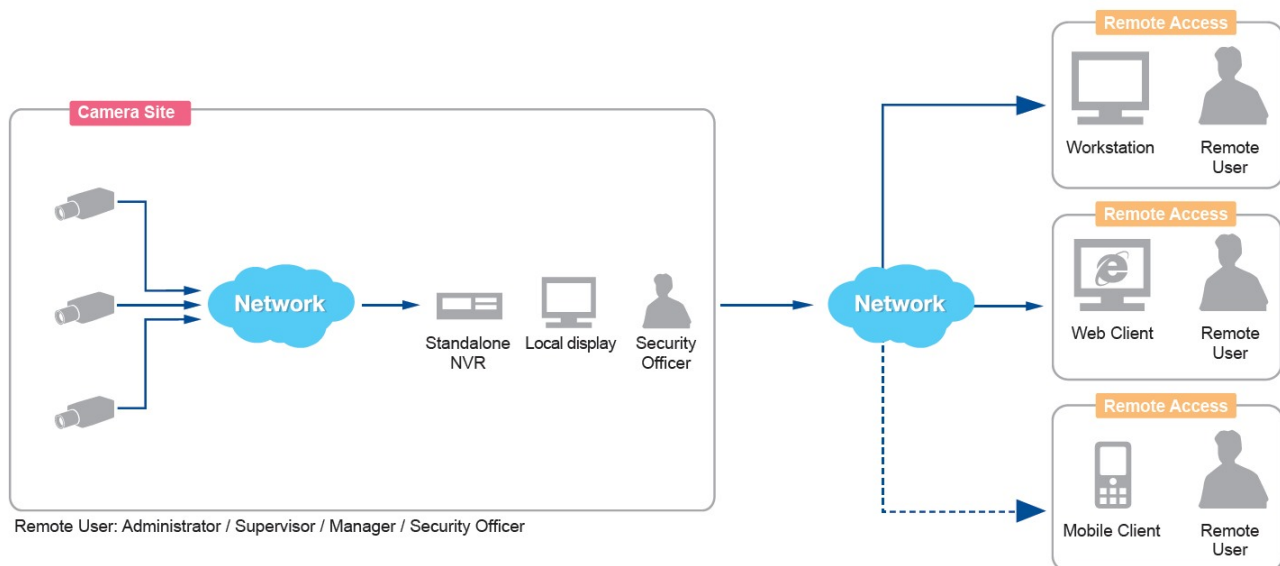 Camera Site
Network
Standalone
NVR
Local display
Security
Officer
Remote User: Administrator / Supervisor / Manager / Security Officer
Network
Remote Access
Workstation
Remote
User
Remote Access
Web Client
Remote
User
Remote Access
Mobile Client
Remote
User